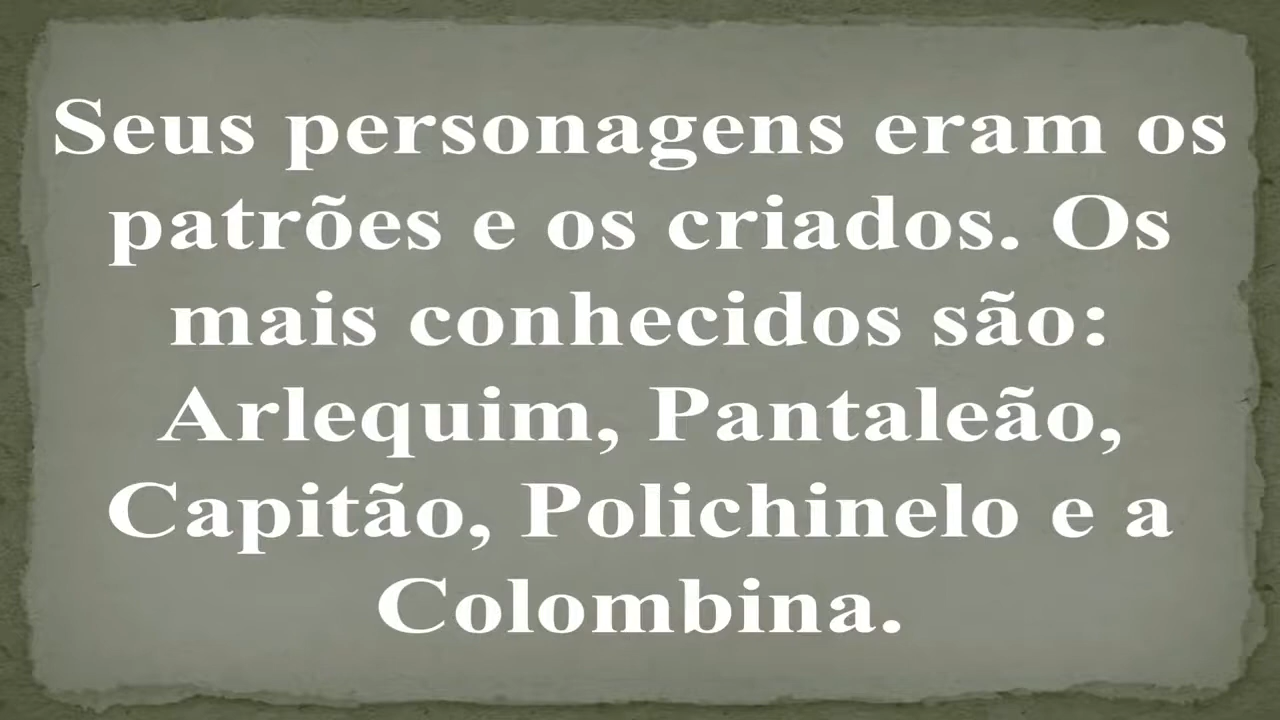 Seus personagens eram os
patrões e os criados. Os
mais conhecidos são:
Arlequim, Pantaleão,
Capitão, Polichinelo e a
Colombina.